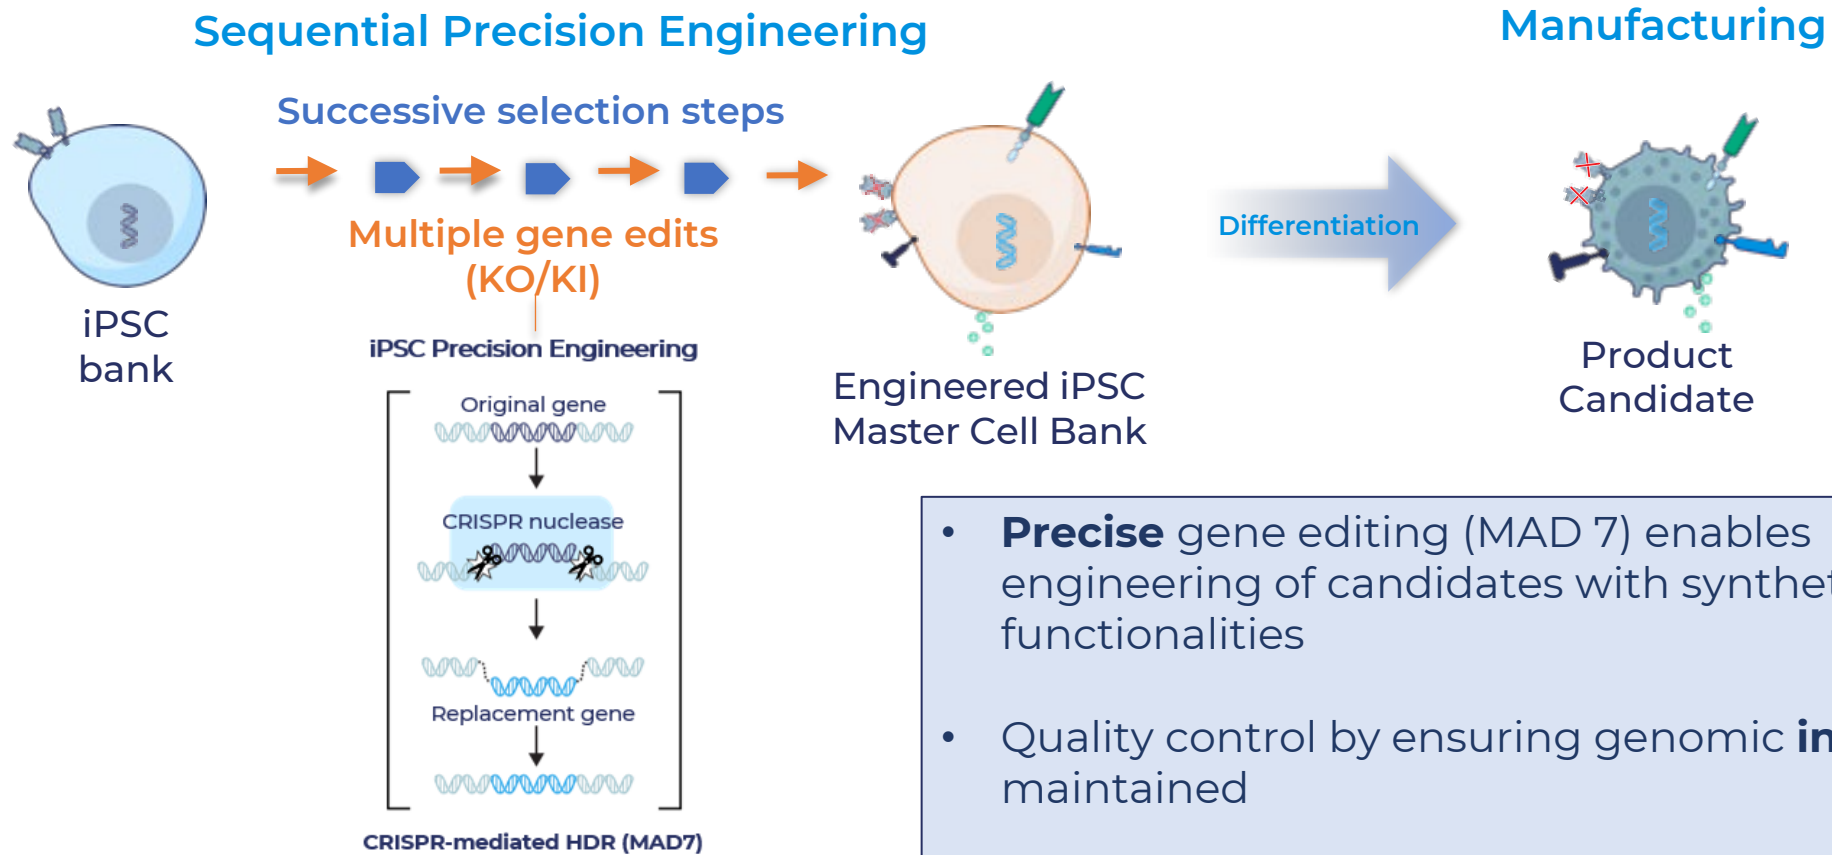 Sequential Precision Engineering
Manufacturing
Successive selection steps
Multiple gene edits
(KO/KI)
iPSC
bank
iPSC Precision Engineering
Original gene
CRISPR nuclease
Replacement gene
CRISPR-mediated HDR (MAD7)
Engineered iPSC
Master Cell Bank
Differentiation
Product
Candidate
• Precise gene editing (MAD 7) enables
engineering of candidates with
functionalities
• Quality control by ensuring genomic
maintained